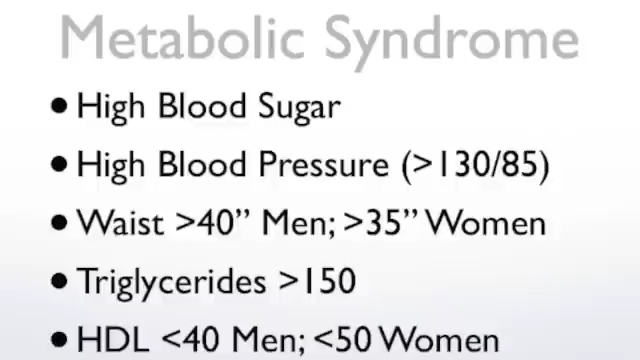 Metabolic Syndrome
•High Blood Sugar
•High Blood Pressure (>130/85)
•Waist >40” Men; >35” Women
•Triglycerides >150
•HDL <40 Men; <50 Women